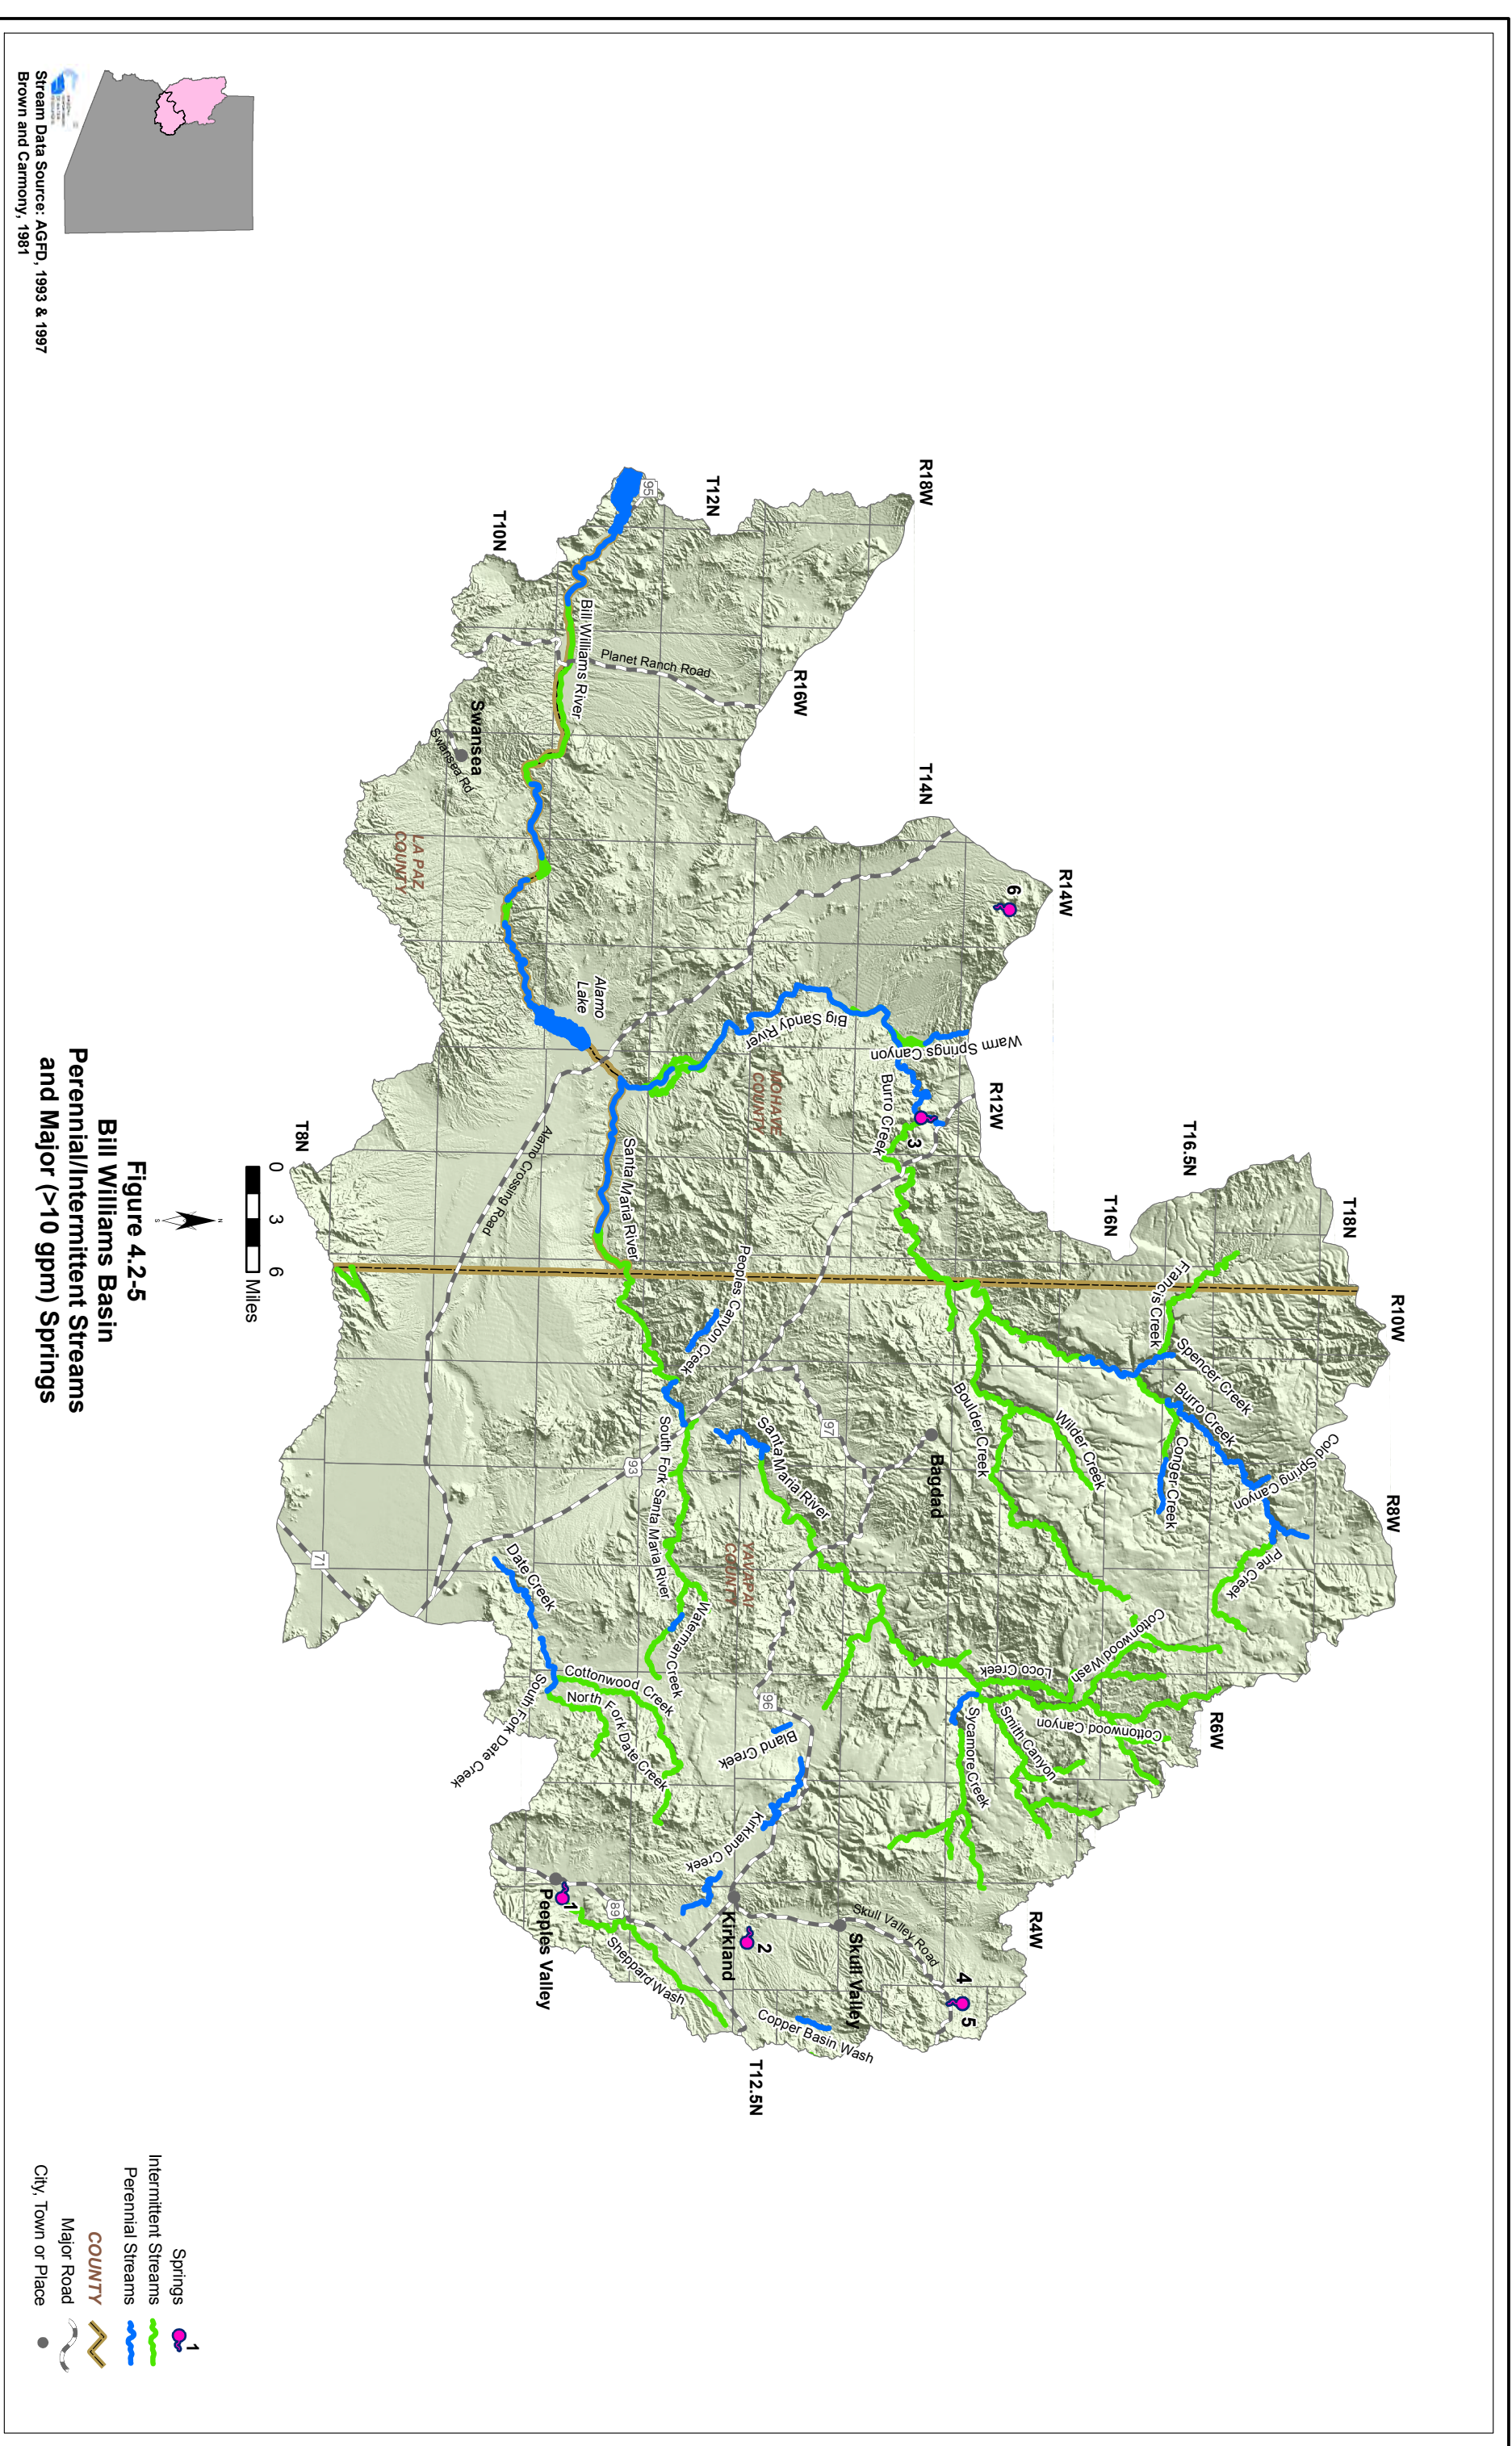 R18W
T12N
95
T10N
Bill Williams River
Planet Ranch Road
R16W
Swansea
Swansea Rd
LA PAZ
COUNTY
T14N
R14W
6
Alamo
Lake
Big Sandy River
Warm Springs Canyon
MOHAVE
COUNTY
Burro Creek
3
R12W
T8N
Alamo Crossing Road
Santa Maria River
T16.5N
T16N
T18N
R10W
Francis Creek
Spencer Creek
Burro Creek
Cold Spring Canyon
Conger Creek
R8W
Pine Creek
Peoples Canyon Creek
Boulder Creek
Wilder Creek
97
Bagdad
93
South Fork Santa Maria River
Santa Maria River
YAVAPAI
COUNTY
71
Date Creek
Waterman Creek
Cottonwood Creek
North Fork Date Creek
South Fork Date Creek
96
Bland Creek
Kirkland Creek
Loco Creek
Cottonwood Wash
Cottonwood Canyon
Smith Canyon
Sycamore Creek
R6W
Peeples Valley
1
89
Sheppard Wash
Kirkland
2
Skull Valley
Skull Valley Road
R4W
4
5
Copper Basin Wash
T12.5N
0 3 6
Miles
N
S
Figure 4.2-5
Bill Williams Basin
Perennial/Intermittent Streams
and Major (>10 gpm) Springs
Stream Data Source: AGFD, 1993 & 1997
Brown and Carmony, 1981
Springs
1
Intermittent Streams
Perennial Streams
COUNTY
Major Road
City, Town or Place